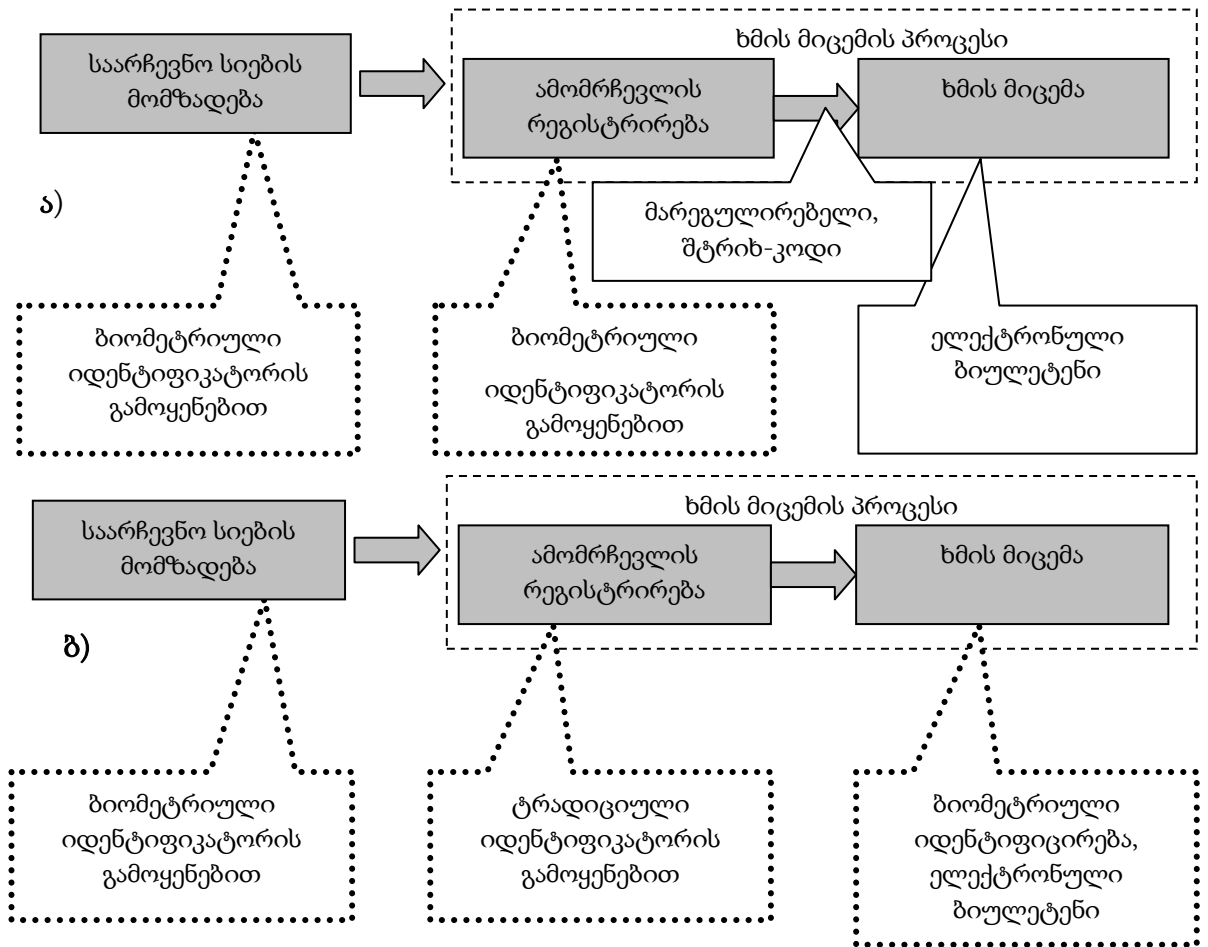 ხმის მიცემის პროცესი
საარჩევნო სიების
მომზადება
ამომრჩევლის
რეგისტრირება
ხმის მიცემა
ა)
მარეგულირებელი,
შტრიხ-კოდი
ბიომეტრიული
იდენტიფიკატორის
გამოყენებით
ბიომეტრიული
იდენტიფიკატორის
გამოყენებით
ელექტრონული
ბიულეტენი
ხმის მიცემის პროცესი
საარჩევნო სიების
მომზადება
ამომრჩევლის
რეგისტრირება
ხმის მიცემა
ბ)
ბიომეტრიული
იდენტიფიკატორის
გამოყენებით
ტრადიციული
იდენტიფიკატორის
გამოყენებით
ბიომეტრიული
იდენტიფიცირება,
ელექტრონული
ბიულეტენი